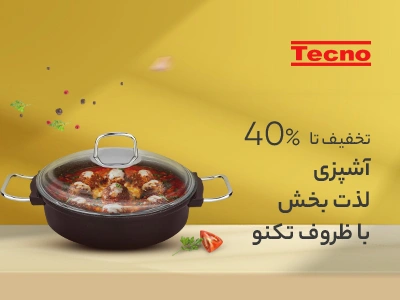 Tecno
تخفیف تا 40%
آشپزی
لذت بخش
با ظروف تکنو